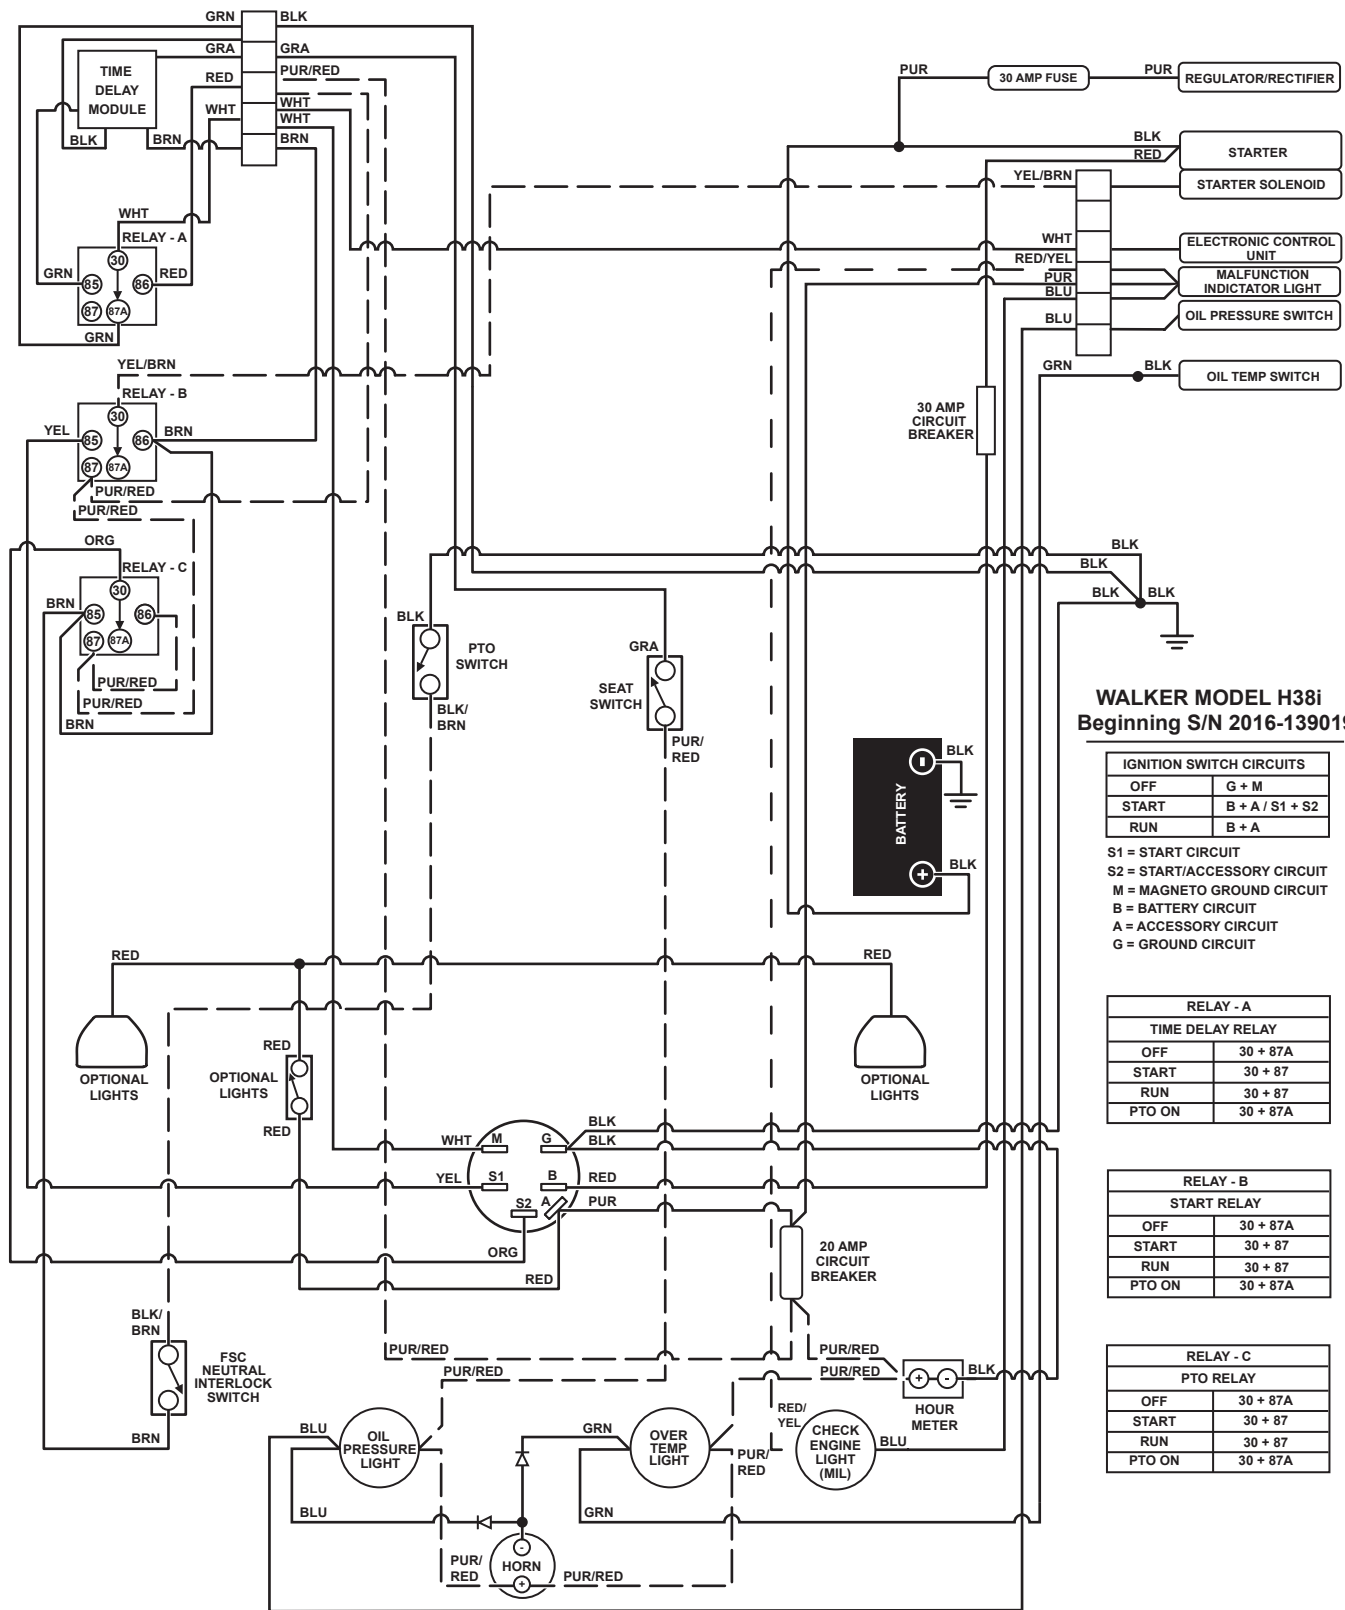 GRN
BLK
GRA
GRA
TIME
DELAY
MODULE
RED
PUR/RED
WHT
WHT
WHT
BLK
BRN
BRN
PUR
30 AMP FUSE
PUR
REGULATOR/RECTIFIER
BLK
RED
STARTER
YEL/BRN
STARTER SOLENOID
WHT
ELECTRONIC CONTROL
UNIT
RED/YEL
PUR
BLU
MALFUNCTION
INDICTATOR LIGHT
BLU
OIL PRESSURE SWITCH
GRN
BLK
OIL TEMP SWITCH
WHT
RELAY - A
30
GRN
85
86
RED
87
87A
GRN
YEL/BRN
RELAY - B
30
YEL
85
86
BRN
87
87A
PUR/RED
PUR/RED
30 AMP
CIRCUIT
BREAKER
ORG
RELAY - C
30
BRN
85
86
87
87A
PUR/RED
PUR/RED
BRN
BLK
BLK
BLK
BLK
BLK
PTO
SWITCH
BLK/
BRN
GRA
SEAT
SWITCH
PUR/
RED
WALKER MODEL H38i
Beginning S/N 2016-139019
BLK
BATTERY
BLK
IGNITION SWITCH CIRCUITS
OFF G + M
START B + A / S1 + S2
RUN B + A
S1 = START CIRCUIT
S2 = START/ACCESSORY CIRCUIT
M = MAGNETO GROUND CIRCUIT
B = BATTERY CIRCUIT
A = ACCESSORY CIRCUIT
G = GROUND CIRCUIT
RED
RED
OPTIONAL
LIGHTS
RED
OPTIONAL
LIGHTS
RED
OPTIONAL
LIGHTS
RELAY - A
TIME DELAY RELAY
OFF 30 + 87A
START 30 + 87
RUN 30 + 87
PTO ON 30 + 87A
WHT
M
G
BLK
BLK
YEL
S1
B
RED
S2
A
PUR
ORG
RED
20 AMP
CIRCUIT
BREAKER
RELAY - B
START RELAY
OFF 30 + 87A
START 30 + 87
RUN 30 + 87
PTO ON 30 + 87A
BLK/
BRN
FSC
NEUTRAL
INTERLOCK
SWITCH
BRN
PUR/RED
PUR/RED
PUR/RED
PUR/RED
+
-
BLK
HOUR
METER
RELAY - C
PTO RELAY
OFF 30 + 87A
START 30 + 87
RUN 30 + 87
PTO ON 30 + 87A
BLU
OIL
PRESSURE
LIGHT
GRN
OVER
TEMP
LIGHT
PUR/
RED
RED/
YEL
CHECK
ENGINE
LIGHT
(MIL)
BLU
BLU
GRN
-
HORN
+
PUR/
RED
PUR/RED